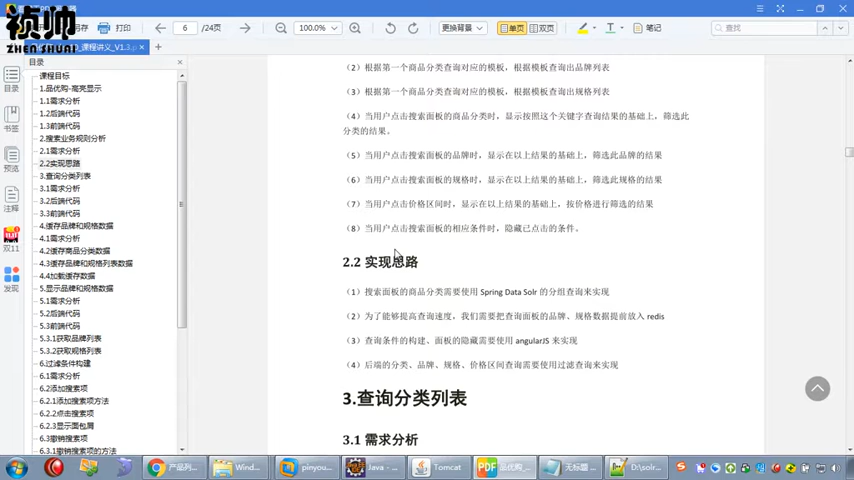 祯帅
ZHEN SHUAI
打印
6
/24页
100.0%
更换背景
单页
双页
笔记
查找
课程讲义_V1.3.p
目录
课程目标
1.品优购-高亮显示
1.1需求分析
1.2后端代码
1.3前端代码
2.搜索业务规则分析
2.1需求分析
2.2实现思路
3.查询分类列表
3.1需求分析
3.2后端代码
3.3前端代码
4.缓存品牌和规格数据
4.1需求分析
4.2缓存商品分类数据
4.3缓存品牌和规格列表数据
4.4加载缓存数据
5.显示品牌和规格数据
5.1需求分析
5.2后端代码
5.3前端代码
5.3.1获取品牌列表
5.3.2获取规格列表
6.过滤条件构建
6.1需求分析
6.2添加搜索项
6.2.1添加搜索项方法
6.2.2点击搜索项
6.2.3显示面包屑
6.3撤销搜索项
6.3.1撤销搜索项的方法
目录
书签
预览
注释
双11
发现
（2）根据第一个商品分类查询对应的模板，根据模板查询出品牌列表
（3）根据第一个商品分类查询对应的模板，根据模板查询出规格列表
（4）当用户点击搜索面板的商品分类时，显示按照这个关键字查询结果的基础上，筛选此
分类的结果。
（5）当用户点击搜索面板的品牌时，显示在以上结果的基础上，筛选此品牌的结果
（6）当用户点击搜索面板的规格时，显示在以上结果的基础上，筛选此规格的结果
（7）当用户点击价格区间时，显示在以上结果的基础上，按价格进行筛选的结果
（8）当用户点击搜索面板的相应条件时，隐藏已点击的条件。
2.2 实现思路
（1）搜索面板的商品分类需要使用 Spring Data Solr 的分组查询来实现
（2）为了能够提高查询速度，我们需要把查询面板的品牌、规格数据提前放入 redis
（3）查询条件的构建、面板的隐藏需要使用 angularJS 来实现
（4）后端的分类、品牌、规格、价格区间查询需要使用过滤查询来实现
3.查询分类列表
3.1 需求分析
产品列...
Wind...
pinyou...
Java - ...
Tomcat
品优购_...
无标题 ...
D:\solr...